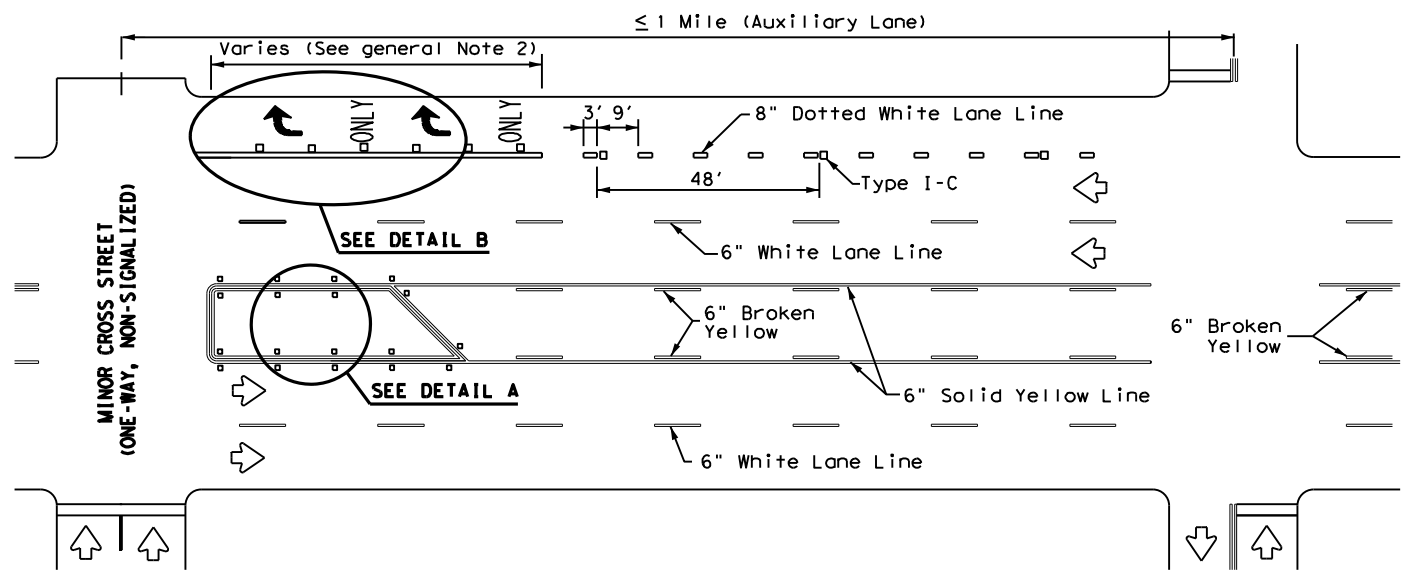 ≤ 1 Mile (Auxiliary Lane)
Varies (See general Note 2)
ONLY
ONLY
3' 9'
8" Dotted White Lane Line
48'
Type I-C
SEE DETAIL B
6" White Lane Line
MINOR CROSS STREET
(ONE-WAY, NON-SIGNALIZED)
6" Broken
Yellow
6" Broken
Yellow
SEE DETAIL A
6" Solid Yellow Line
6" White Lane Line